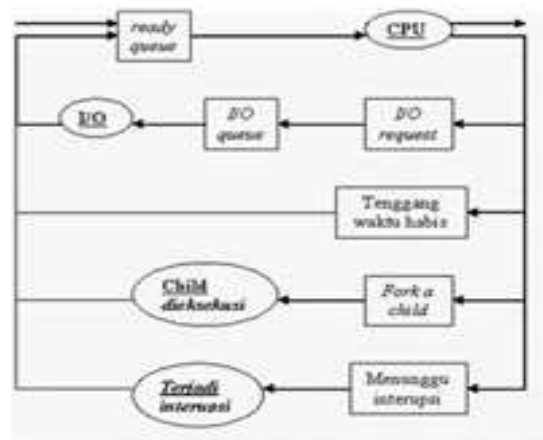 ready
queue
CPU
I/O
I/O
queue
I/O
request
Tenggang
waktu habis
Child
dieksekusi
Fork a
child
Terjadi
interupsi
Menunggu
interupsi